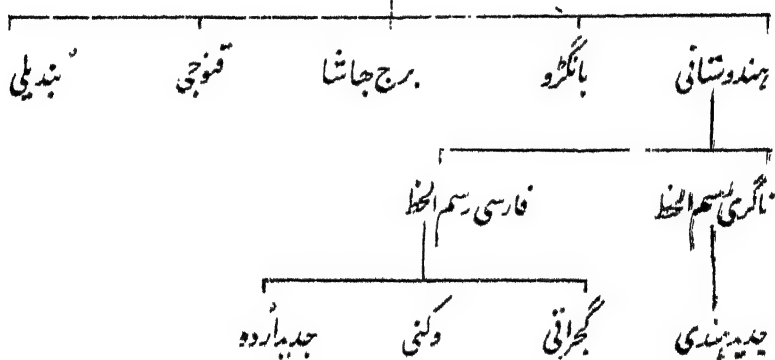 ہندوستانی بانگڑو برج بھاشا قنوجی بندیلی
ناگری رسم الخط فارسی رسم الخط
جدید ہندی گجراتی دکنی جدید اُردو